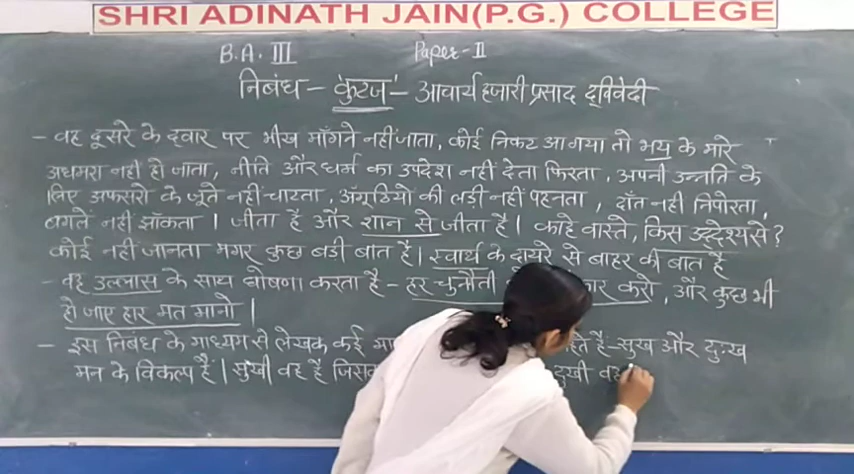 SHRI ADINATH JAIN(P.G.) COLLEGE
B.A. III Paper-II
निबंध - 'कुटज' - आचार्य हजारी प्रसाद द्विवेदी
- वह दूसरे के द्वार पर भीख माँगने नहीं जाता, कोई निकट आ गया तो भय के मारे
अधमरा नहीं हो जाता, नीति और धर्म का उपदेश नहीं देता फिरता, अपनी उन्नति के
लिए अफसरो के जूते नहीं चाटता, अँगूठियो की लड़ी नहीं पहनता, दाँत नही निपोरता,
बगलें नहीं झाँकता। जीता है और शान से जीता है। काहे वास्ते, किस उद्देश्य से?
कोई नहीं जानता मगर कुछ बडी बात है। स्वार्थ के दायरे से बाहर की बात है
- वह उल्लास के साथ घोषणा करता है - हर चुनौती करो, और कुछ भी
हो जाए हार मत मानो।
- इस निबंध के माध्यम से लेखक कई हैं - सुख और दुःख
मन के विकल्प हैं। सुखी वह है दुखी